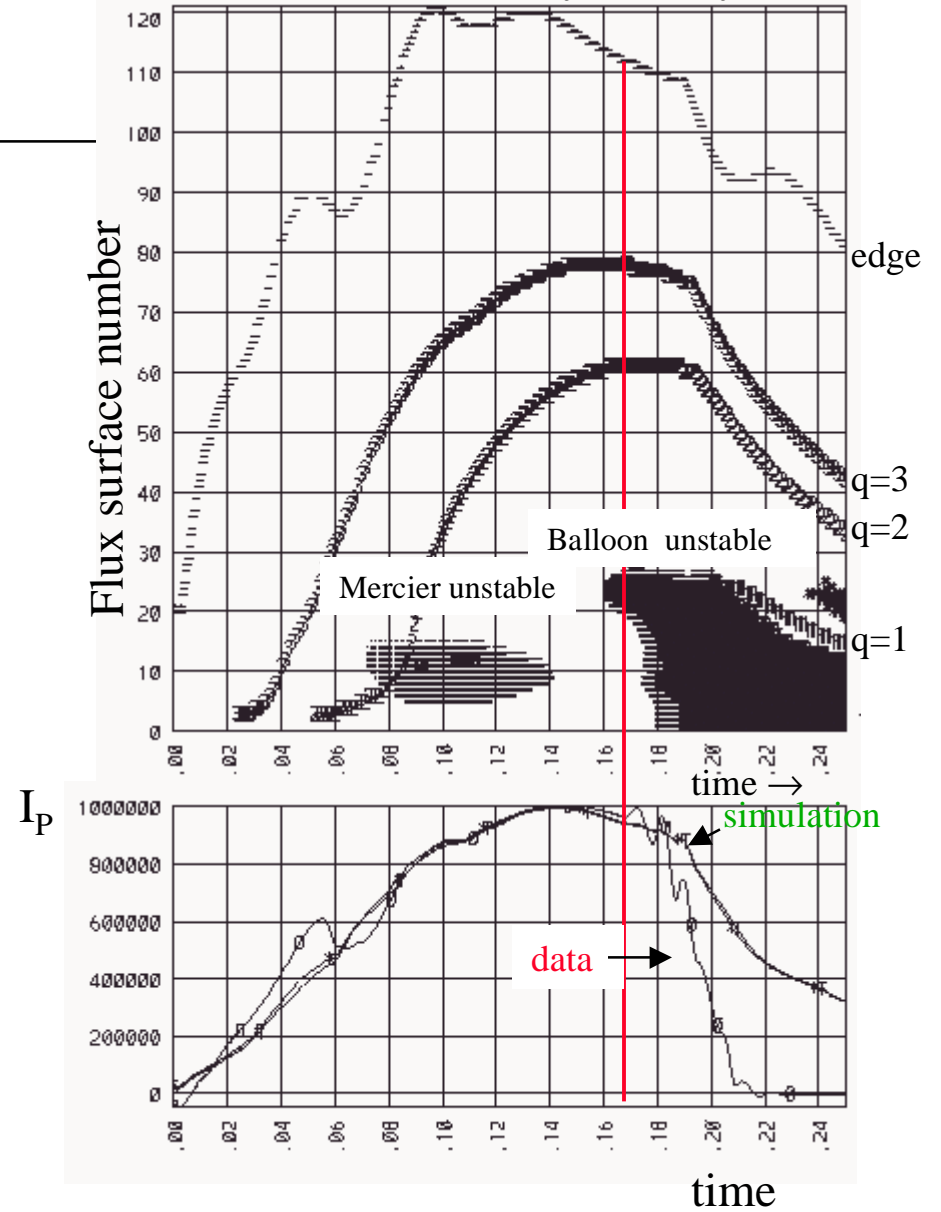 120
110
100
90
80
70
60
50
40
30
20
10
0
Flux surface number
edge
q=3
q=2
q=1
Balloon unstable
Mercier unstable
.00 .02 .04 .06 .08 .10 .12 .14 .16 .18 .20 .22 .24
time →
I_P
1000000
800000
600000
400000
200000
0
simulation
data
.00 .02 .04 .06 .08 .10 .12 .14 .16 .18 .20 .22 .24
time